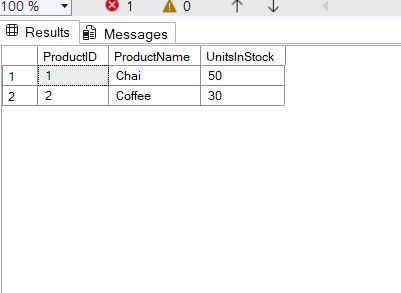 100 % 1 0
Results Messages
ProductID ProductName UnitsInStock
1 1 Chai 50
2 2 Coffee 30